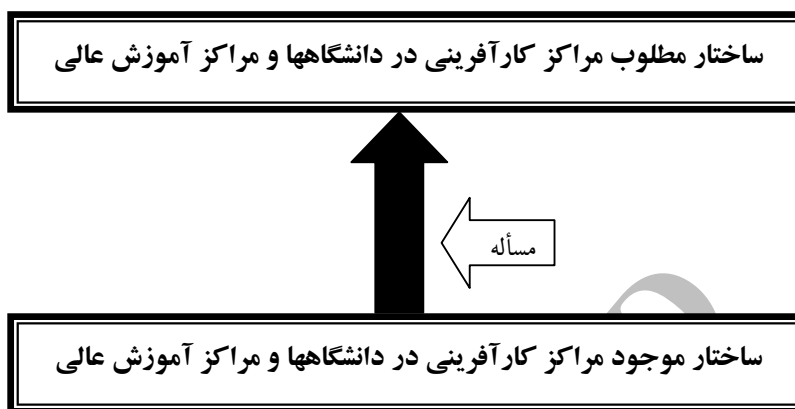 ساختار مطلوب مراکز کارآفرینی در دانشگاهها و مراکز آموزش عالی
مسأله
ساختار موجود مراکز کارآفرینی در دانشگاهها و مراکز آموزش عالی